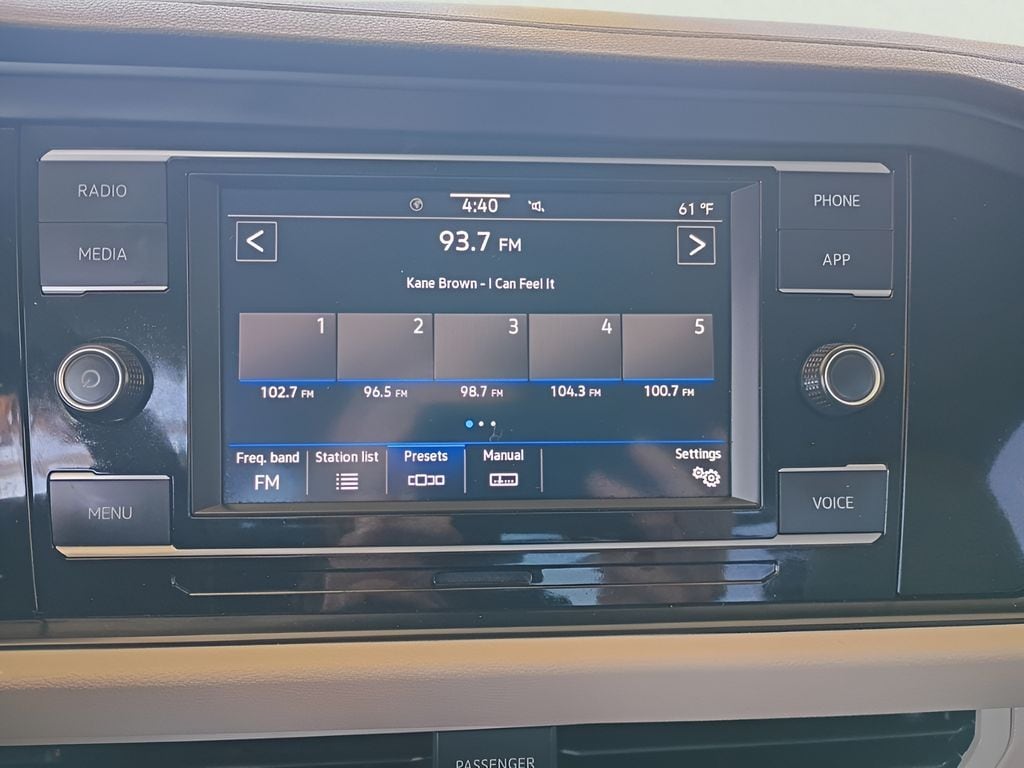 RADIO
MEDIA
MENU
4:40
61 °F
<
93.7 FM
>
Kane Brown - I Can Feel It
1 2 3 4 5
102.7 FM 96.5 FM 98.7 FM 104.3 FM 100.7 FM
Freq. band Station list Presets Manual Settings
FM
PHONE
APP
VOICE
PASSENGER